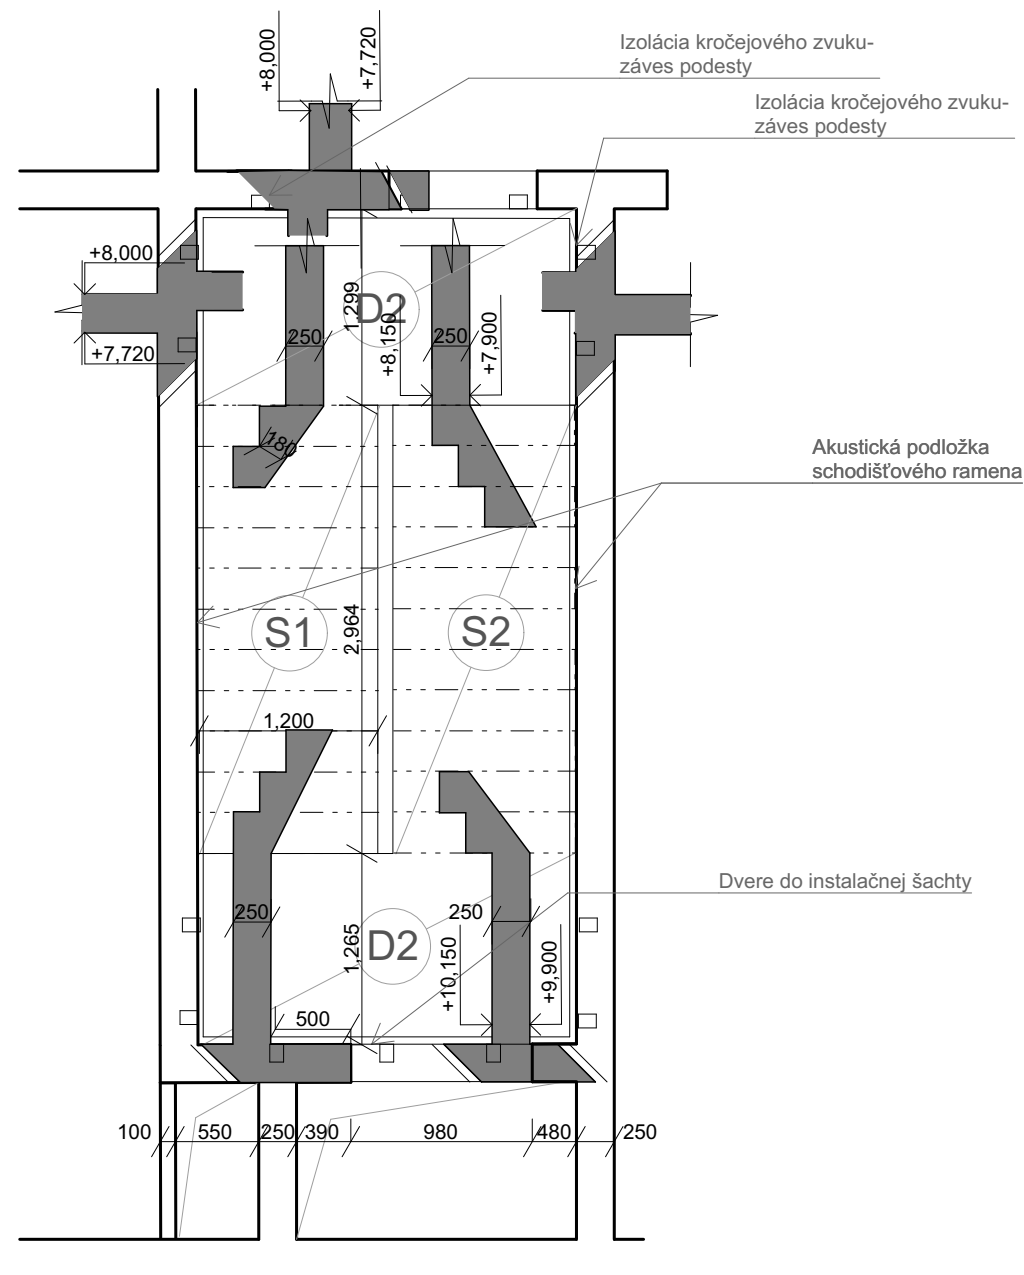 Izolácia kročejového zvuku-
záves podesty
+8,000
+7,720
Izolácia kročejového zvuku-
záves podesty
+8,000
+7,720
1,299
D2
250
+8,150
250
+7,900
180
Akustická podložka
schodišťového ramena
S1
2,964
S2
1,200
Dvere do instalačnej šachty
250
1,265
D2
250
+10,150
+9,900
500
100
550
250
390
980
480
250